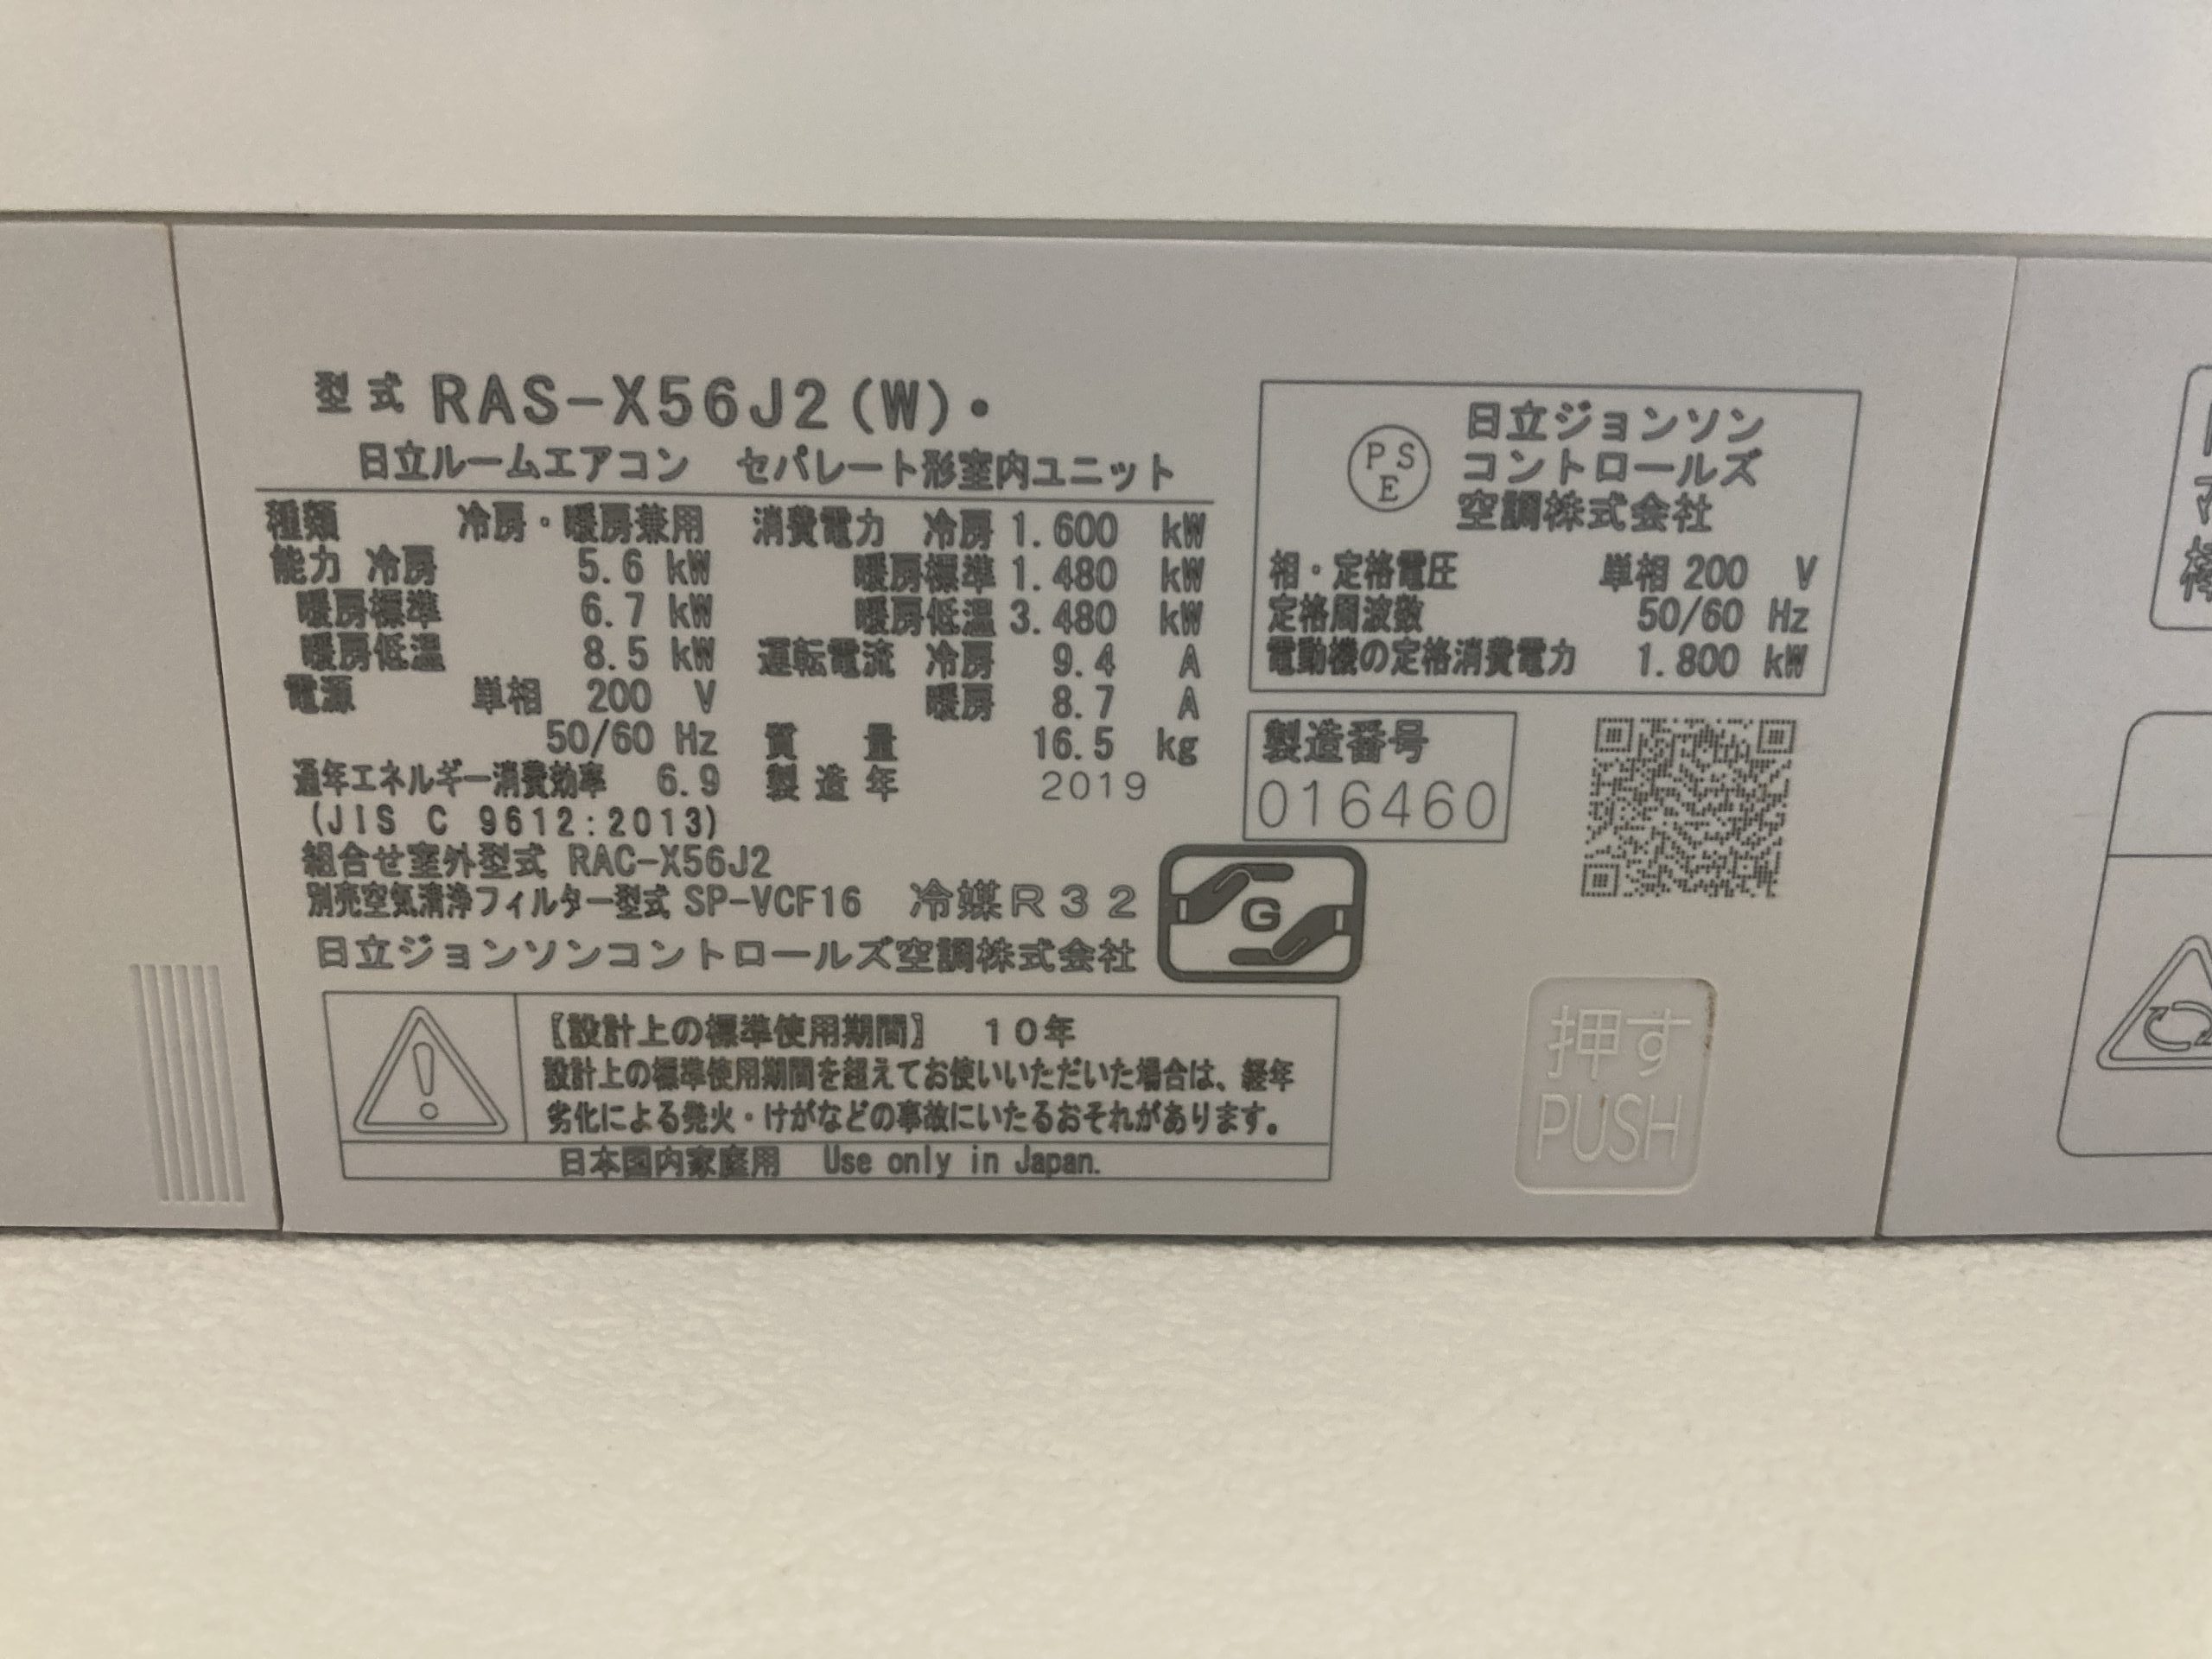 型式 RAS-X56J2(W)・
日立ルームエアコン セパレート形室内ユニット
種類 冷房・暖房兼用
能力 冷房 5.6 kW
暖房標準 6.7 kW
暖房低温 8.5 kW
電源 単相 200 V
50/60 Hz
通年エネルギー消費効率 6.9
(JIS C 9612:2013)
消費電力 冷房 1.600 kW
暖房標準 1.480 kW
暖房低温 3.480 kW
運転電流 冷房 9.4 A
暖房 8.7 A
質量 16.5 kg
製造年 2019
組合せ室外型式 RAC-X56J2
別売空気清浄フィルター型式 SP-VCF16 冷媒R32
日立ジョンソンコントロールズ空調株式会社
G
PSE
日立ジョンソン
コントロールズ
空調株式会社
相・定格電圧 単相 200 V
定格周波数 50/60 Hz
電動機の定格消費電力 1.800 kW
製造番号
016460
【設計上の標準使用期間】 10年
設計上の標準使用期間を超えてお使いいただいた場合は、経年
劣化による発火・けがなどの事故にいたるおそれがあります。
日本国内家庭用 Use only in Japan.
押す
PUSH